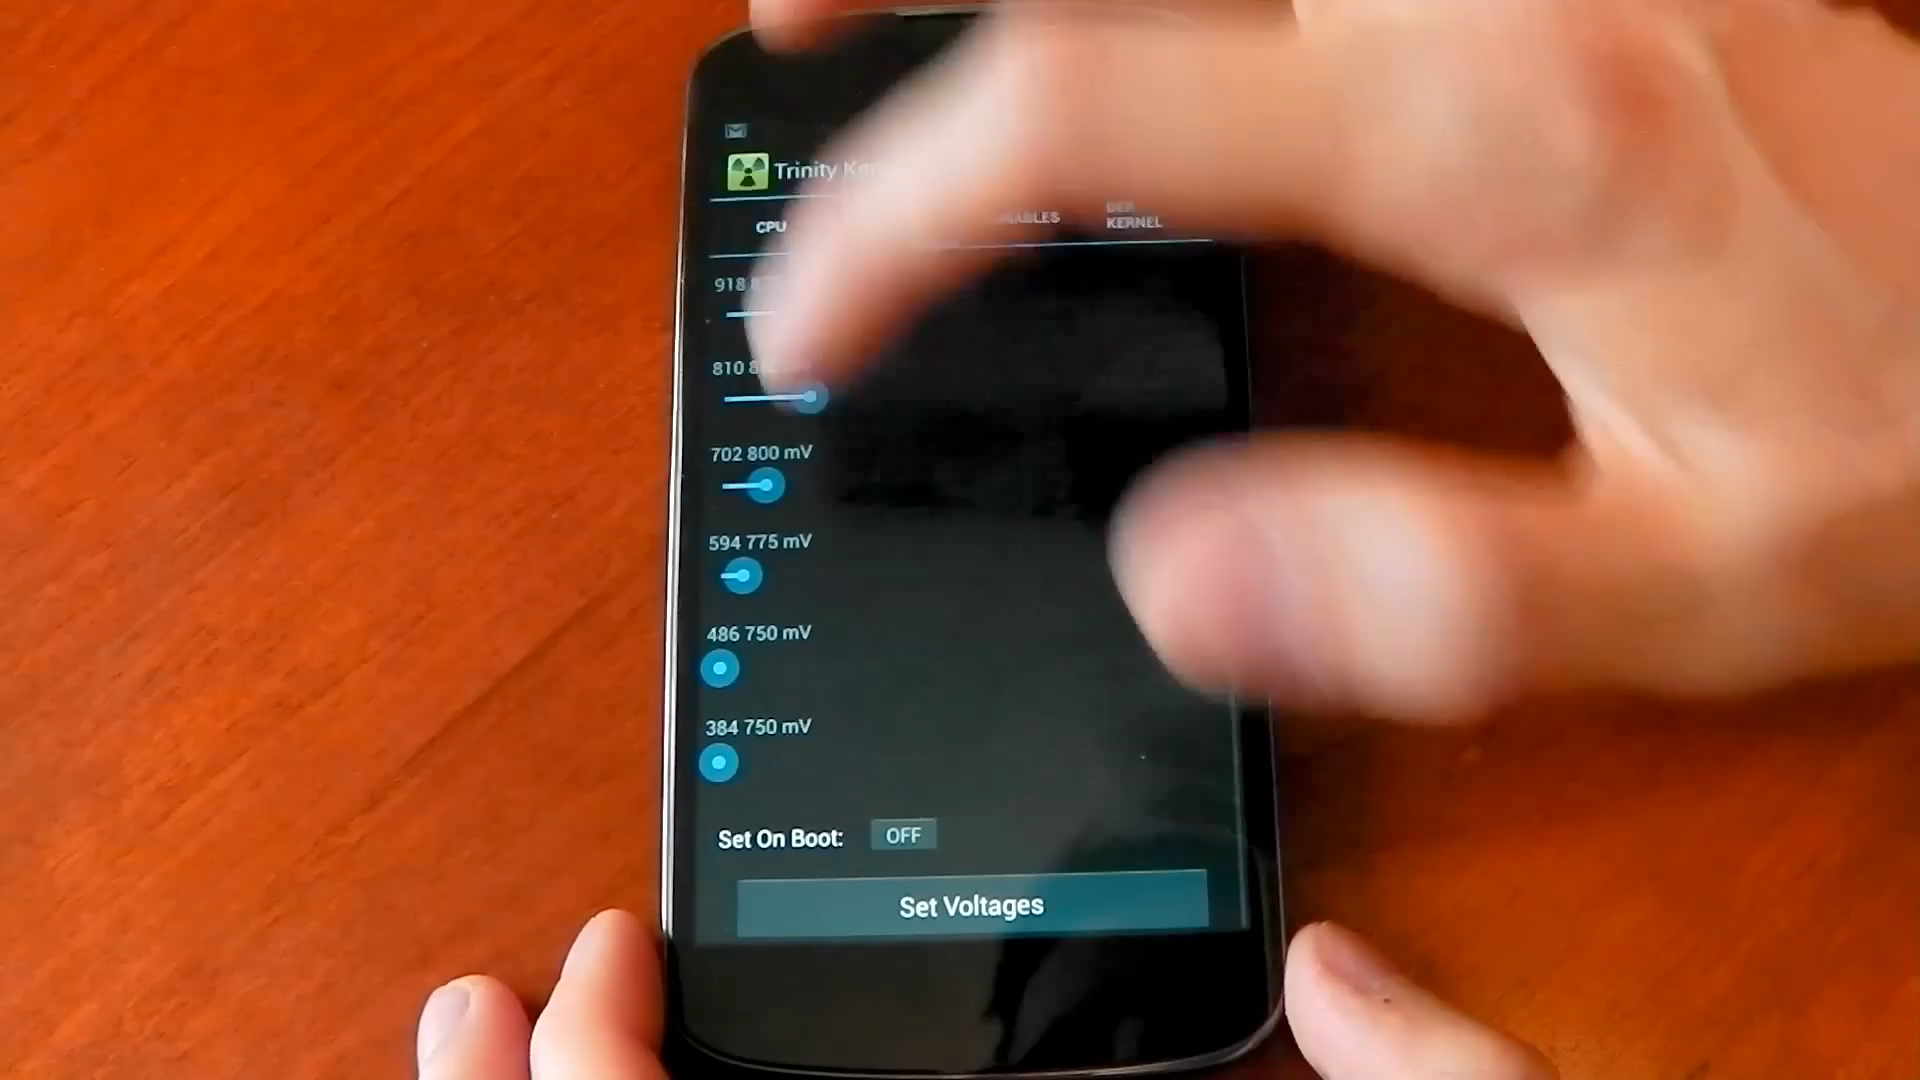 Trinity
CPU
KERNEL
918
810
702 800 mV
594 775 mV
486 750 mV
384 750 mV
Set On Boot: OFF
Set Voltages